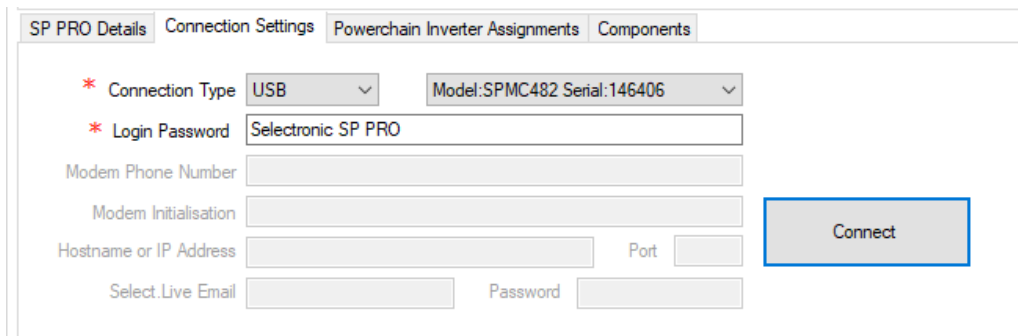 SP PRO Details Connection Settings Powerchain Inverter Assignments Components
* Connection Type USB Model:SPMC482 Serial:146406
* Login Password Selectronic SP PRO
Modem Phone Number
Modem Initialisation
Connect
Hostname or IP Address Port
Select.Live Email Password